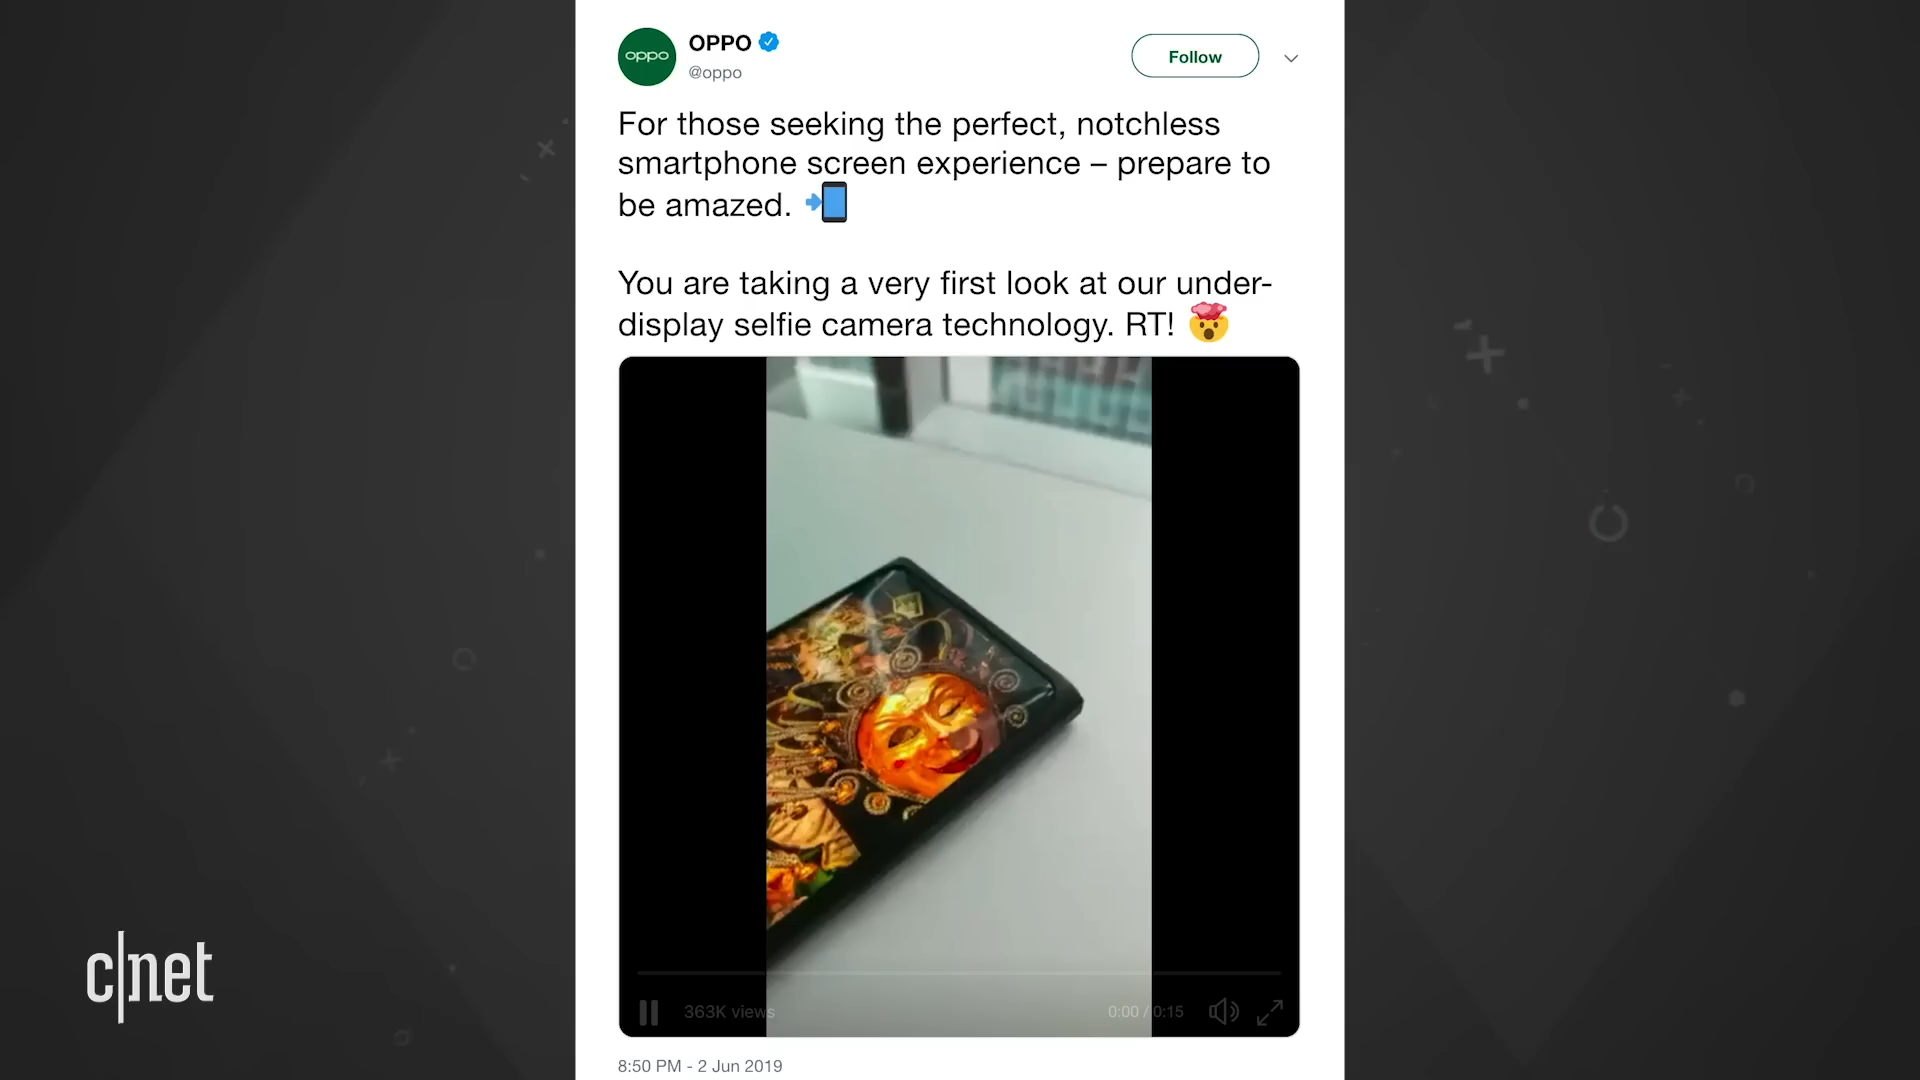 oppo
OPPO
@oppo
Follow
For those seeking the perfect, notchless
smartphone screen experience – prepare to
be amazed. 📲
You are taking a very first look at our under-
display selfie camera technology. RT! 🤯
363K views
0:00 / 0:15
8:50 PM - 2 Jun 2019
c|net